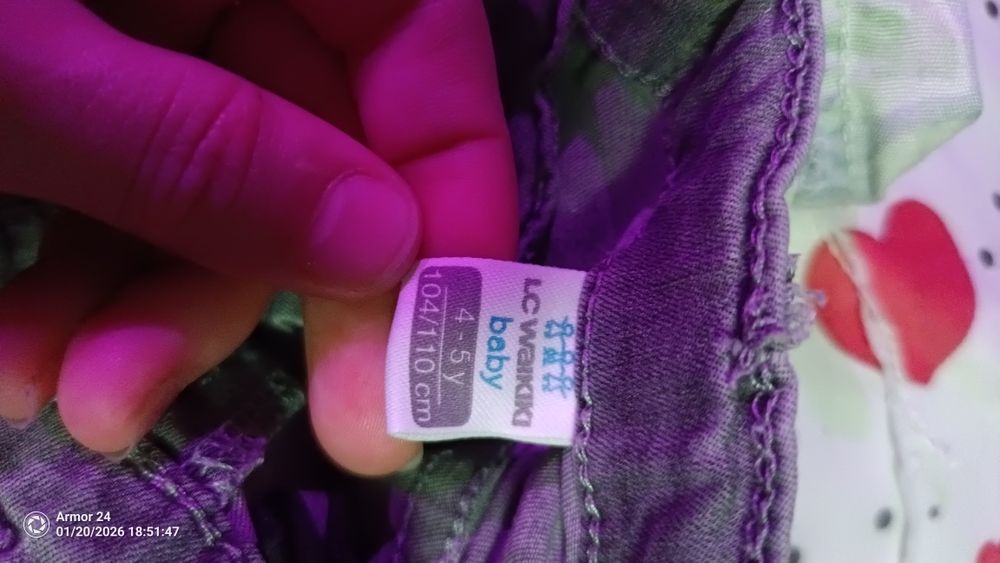 LC WAIKIKI
baby
4 - 5 y
104/110 cm
Armor 24
01/20/2026 18:51:47